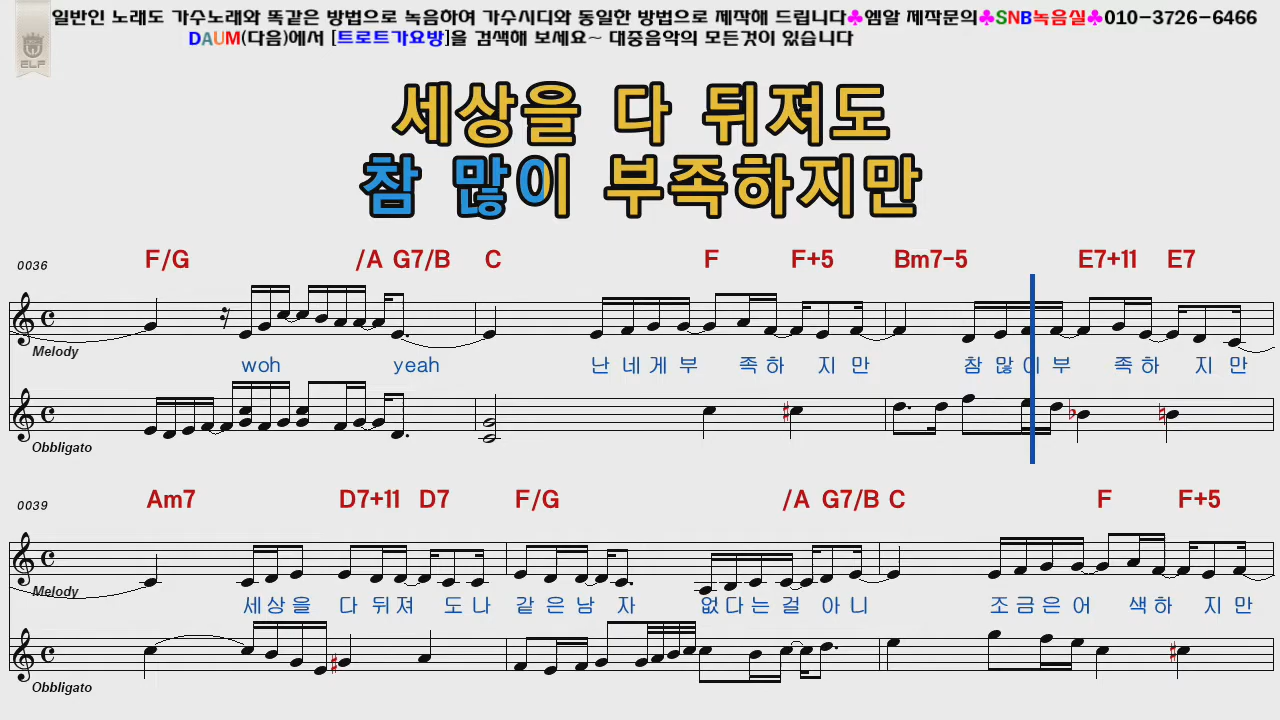 일반인 노래도 가수노래와 똑같은 방법으로 녹음하여 가수시디와 동일한 방법으로 제작해 드립니다♣엠알 제작문의♣SNB녹음실♣010-3726-6466
DAUM(다음)에서 [트로트가요방]을 검색해 보세요~ 대중음악의 모든것이 있습니다
ELF
세상을 다 뒤져도
참 많이 부족하지만
0036 F/G /A G7/B C F F+5 Bm7-5 E7+11 E7
Melody
woh yeah 난 네게 부 족하 지만 참 많이 부 족하 지만
Obbligato
0039 Am7 D7+11 D7 F/G /A G7/B C F F+5
Melody
세상을 다 뒤져 도나 같은남 자 없다는걸 아니 조금은어 색하 지만
Obbligato